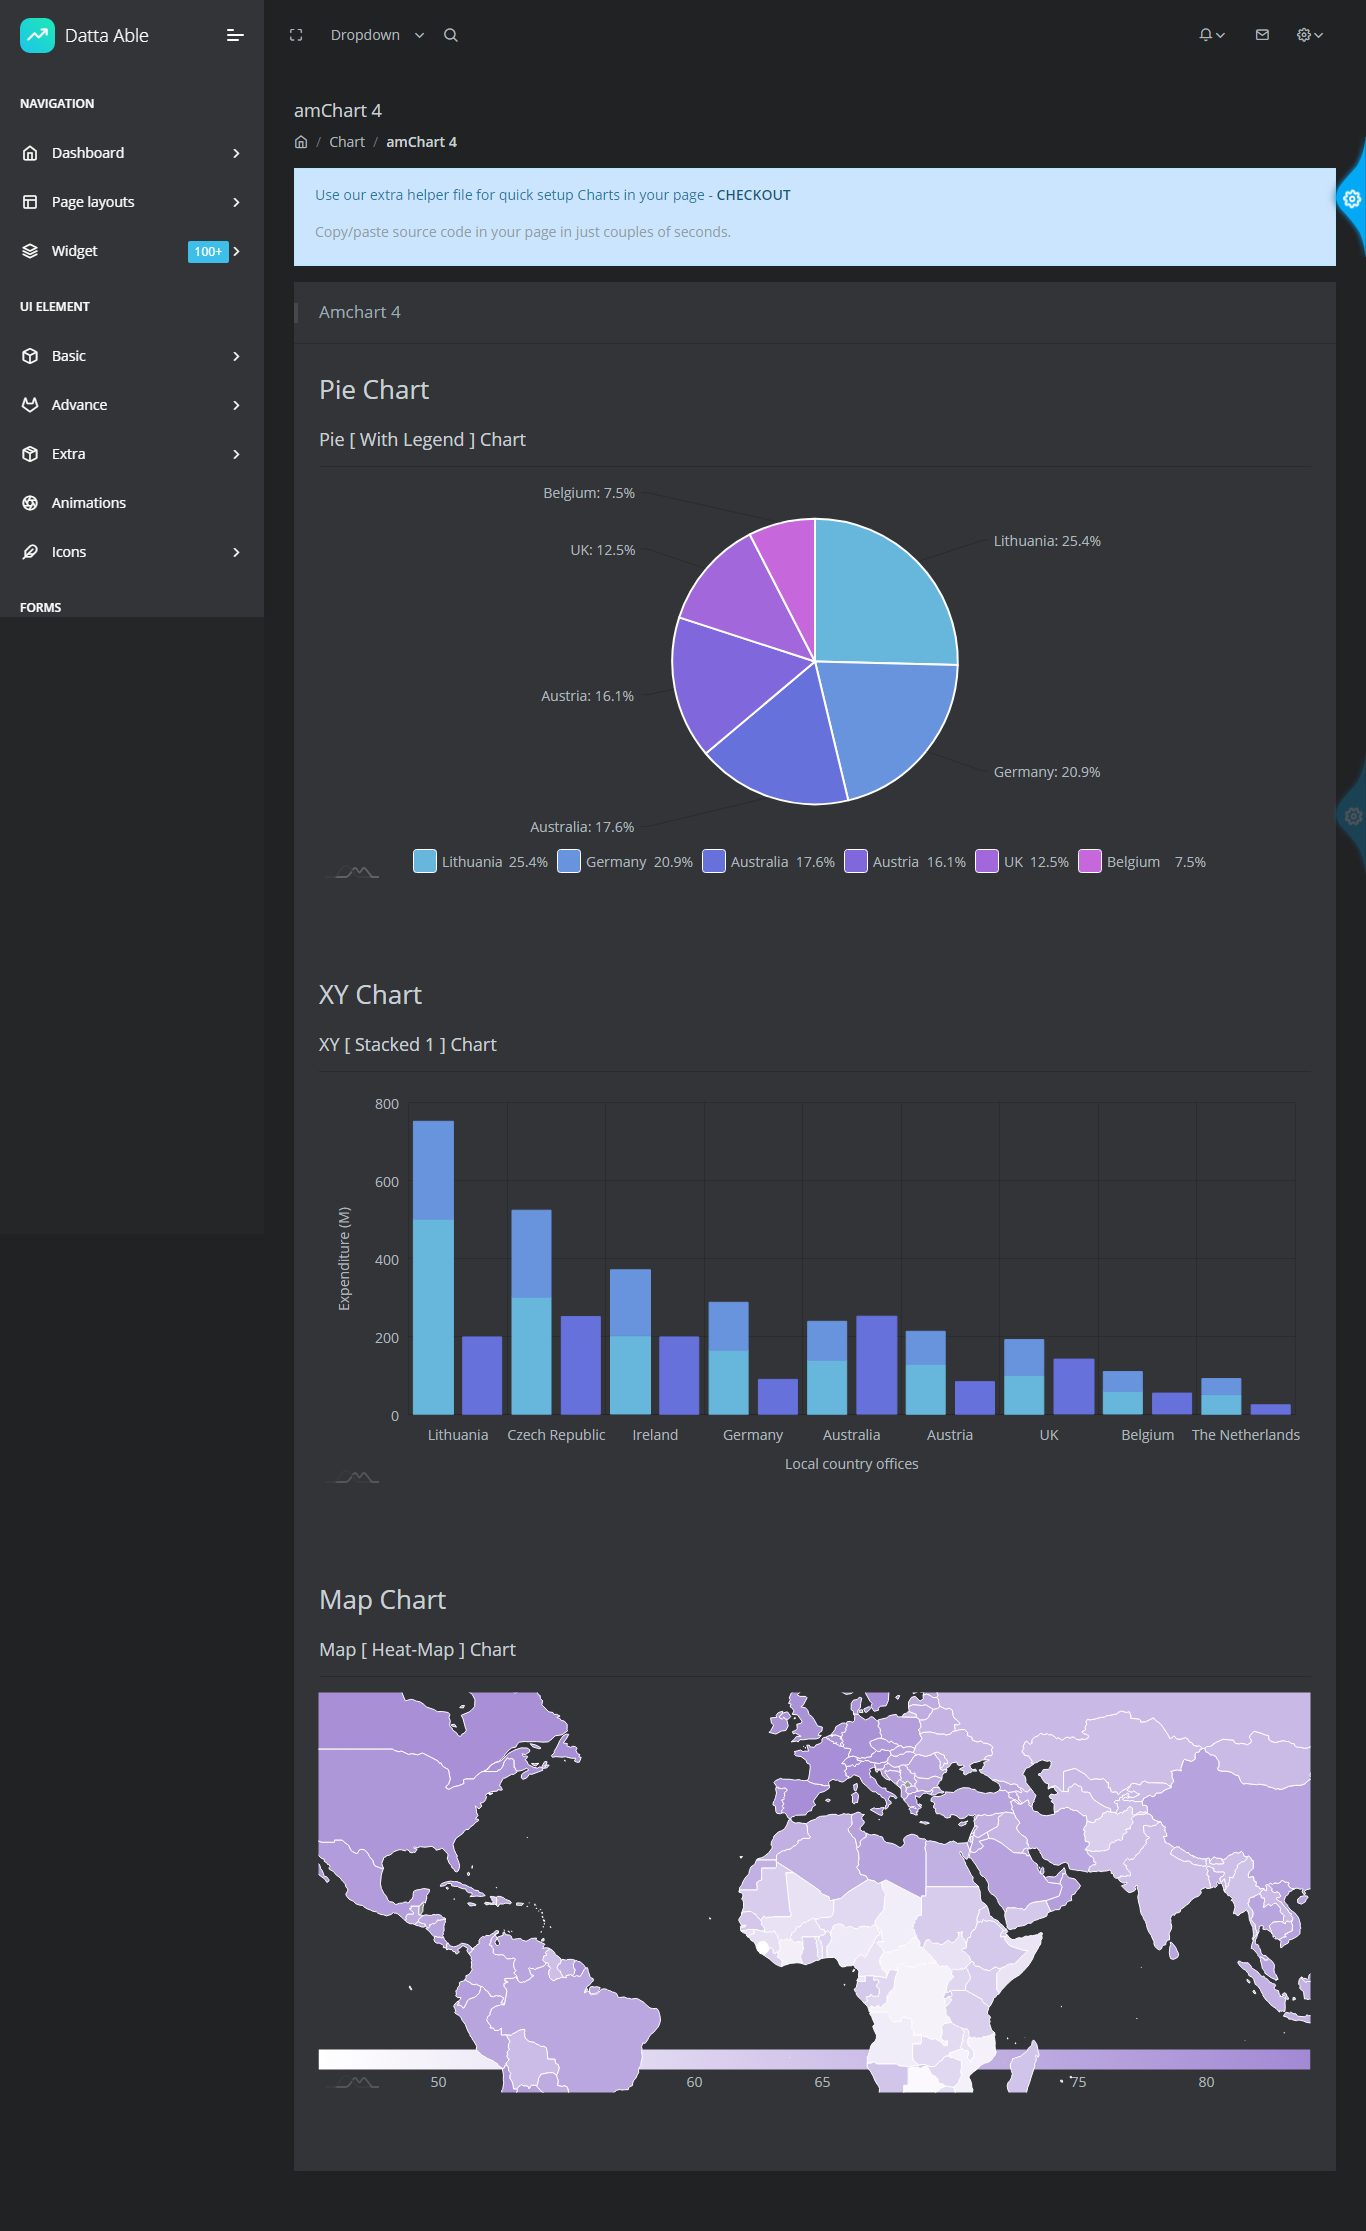 Datta Able
Dropdown
NAVIGATION
Dashboard
Page layouts
Widget 100+
UI ELEMENT
Basic
Advance
Extra
Animations
Icons
FORMS
amChart 4
/ Chart / amChart 4
Use our extra helper file for quick setup Charts in your page - CHECKOUT
Copy/paste source code in your page in just couples of seconds.
Amchart 4
Pie Chart
Pie [ With Legend ] Chart
Belgium: 7.5%
Lithuania: 25.4%
UK: 12.5%
Austria: 16.1%
Germany: 20.9%
Australia: 17.6%
Lithuania 25.4% Germany 20.9% Australia 17.6% Austria 16.1% UK 12.5% Belgium 7.5%
XY Chart
XY [ Stacked 1 ] Chart
800
600
400
200
0
Expenditure (M)
Lithuania Czech Republic Ireland Germany Australia Austria UK Belgium The Netherlands
Local country offices
Map Chart
Map [ Heat-Map ] Chart
50 60 65 75 80